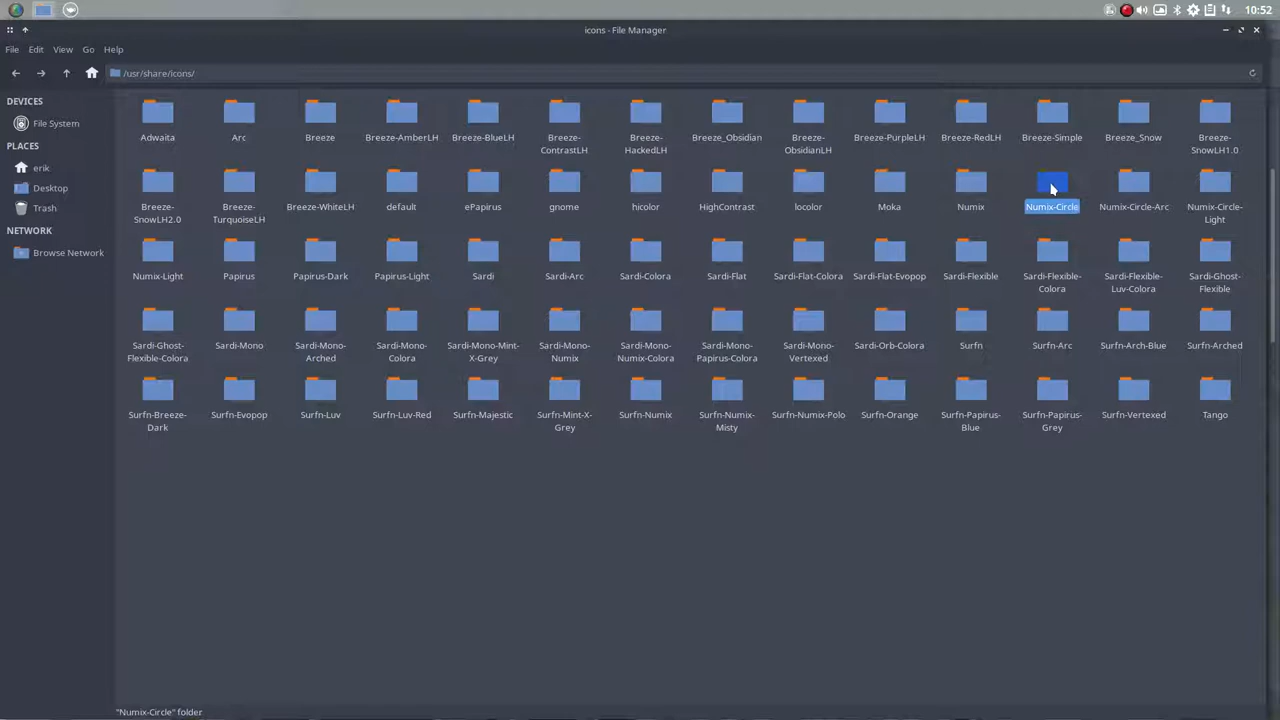 10:52
icons - File Manager
File Edit View Go Help
/usr/share/icons/
DEVICES
File System
PLACES
erik
Desktop
Trash
NETWORK
Browse Network
Adwaita Arc Breeze Breeze-AmberLH Breeze-BlueLH Breeze- Breeze- Breeze_Obsidian Breeze- Breeze-PurpleLH Breeze-RedLH Breeze-Simple Breeze_Snow Breeze-
ContrastLH HackedLH ObsidianLH SnowLH1.0
Breeze- Breeze- Breeze-WhiteLH default ePapirus gnome hicolor HighContrast locolor Moka Numix Numix-Circle Numix-Circle-Arc Numix-Circle-
SnowLH2.0 TurquoiseLH Light
Numix-Light Papirus Papirus-Dark Papirus-Light Sardi Sardi-Arc Sardi-Colora Sardi-Flat Sardi-Flat-Colora Sardi-Flat-Evopop Sardi-Flexible Sardi-Flexible- Sardi-Flexible- Sardi-Ghost-
Colora Luv-Colora Flexible
Sardi-Ghost- Sardi-Mono Sardi-Mono- Sardi-Mono- Sardi-Mono-Mint- Sardi-Mono- Sardi-Mono- Sardi-Mono- Sardi-Mono- Sardi-Orb-Colora Surfn Surfn-Arc Surfn-Arch-Blue Surfn-Arched
Flexible-Colora Arched Colora X-Grey Numix Numix-Colora Papirus-Colora Vertexed
Surfn-Breeze- Surfn-Evopop Surfn-Luv Surfn-Luv-Red Surfn-Majestic Surfn-Mint-X- Surfn-Numix Surfn-Numix- Surfn-Numix-Polo Surfn-Orange Surfn-Papirus- Surfn-Papirus- Surfn-Vertexed Tango
Dark Grey Misty Blue Grey
"Numix-Circle" folder